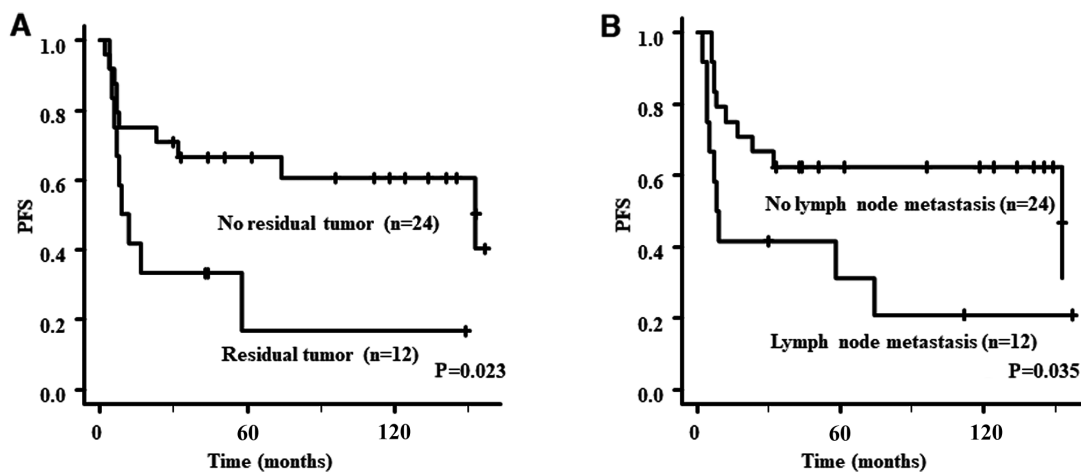 A
1.0
0.8
0.6
0.4
0.2
0.0
PFS
No residual tumor (n=24)
Residual tumor (n=12)
P=0.023
0 60 120
Time (months)
B
1.0
0.8
0.6
0.4
0.2
0.0
PFS
No lymph node metastasis (n=24)
Lymph node metastasis (n=12)
P=0.035
0 60 120
Time (months)